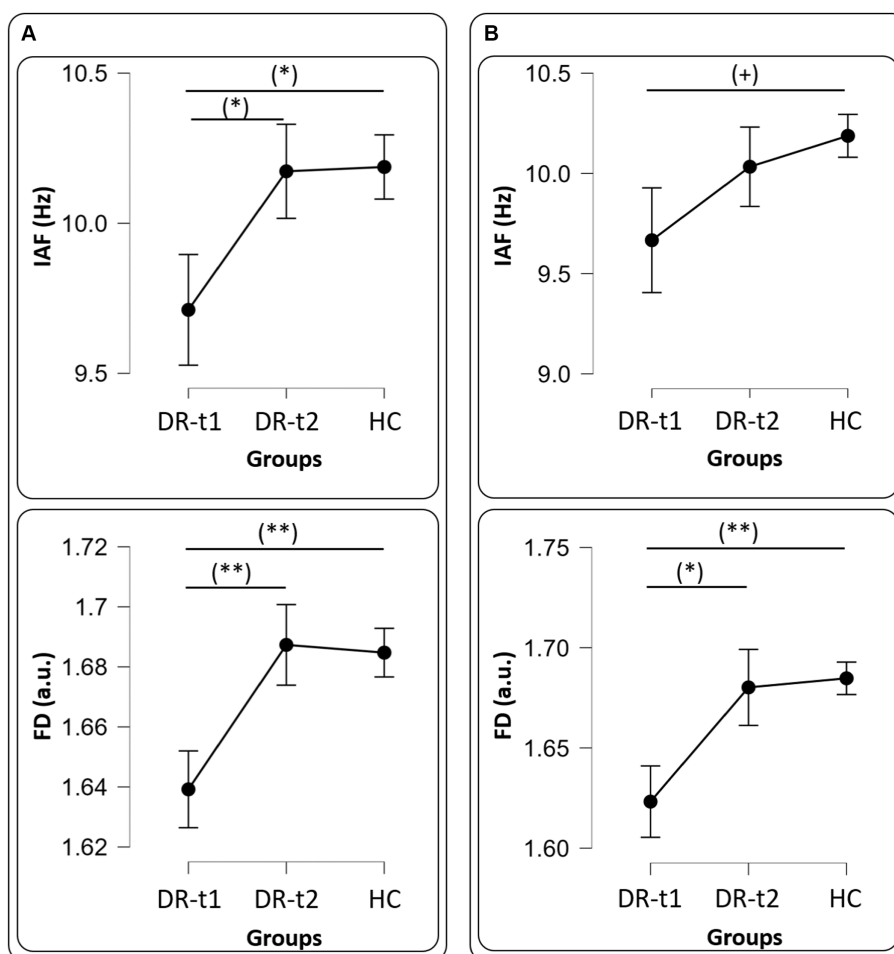 A
10.5
10.0
9.5
IAF (Hz)
(*)
(*)
DR-t1 DR-t2 HC
Groups
1.72
1.7
1.68
1.66
1.64
1.62
FD (a.u.)
(**)
(**)
DR-t1 DR-t2 HC
Groups
B
10.5
10.0
9.5
9.0
IAF (Hz)
(+)
DR-t1 DR-t2 HC
Groups
1.75
1.70
1.65
1.60
FD (a.u.)
(**)
(*)
DR-t1 DR-t2 HC
Groups